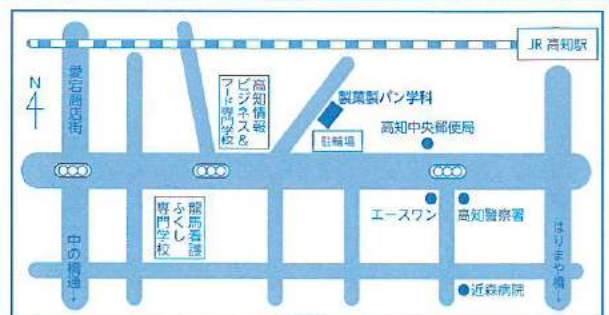 JR 高知駅
N
愛宕商店街
高知情報
ビジネス&
フード専門学校
製菓製パン学科
駐輪場
高知中央郵便局
龍馬看護
ふくし
専門学校
エースワン
高知警察署
中の橋通→
はりまや橋→
近森病院